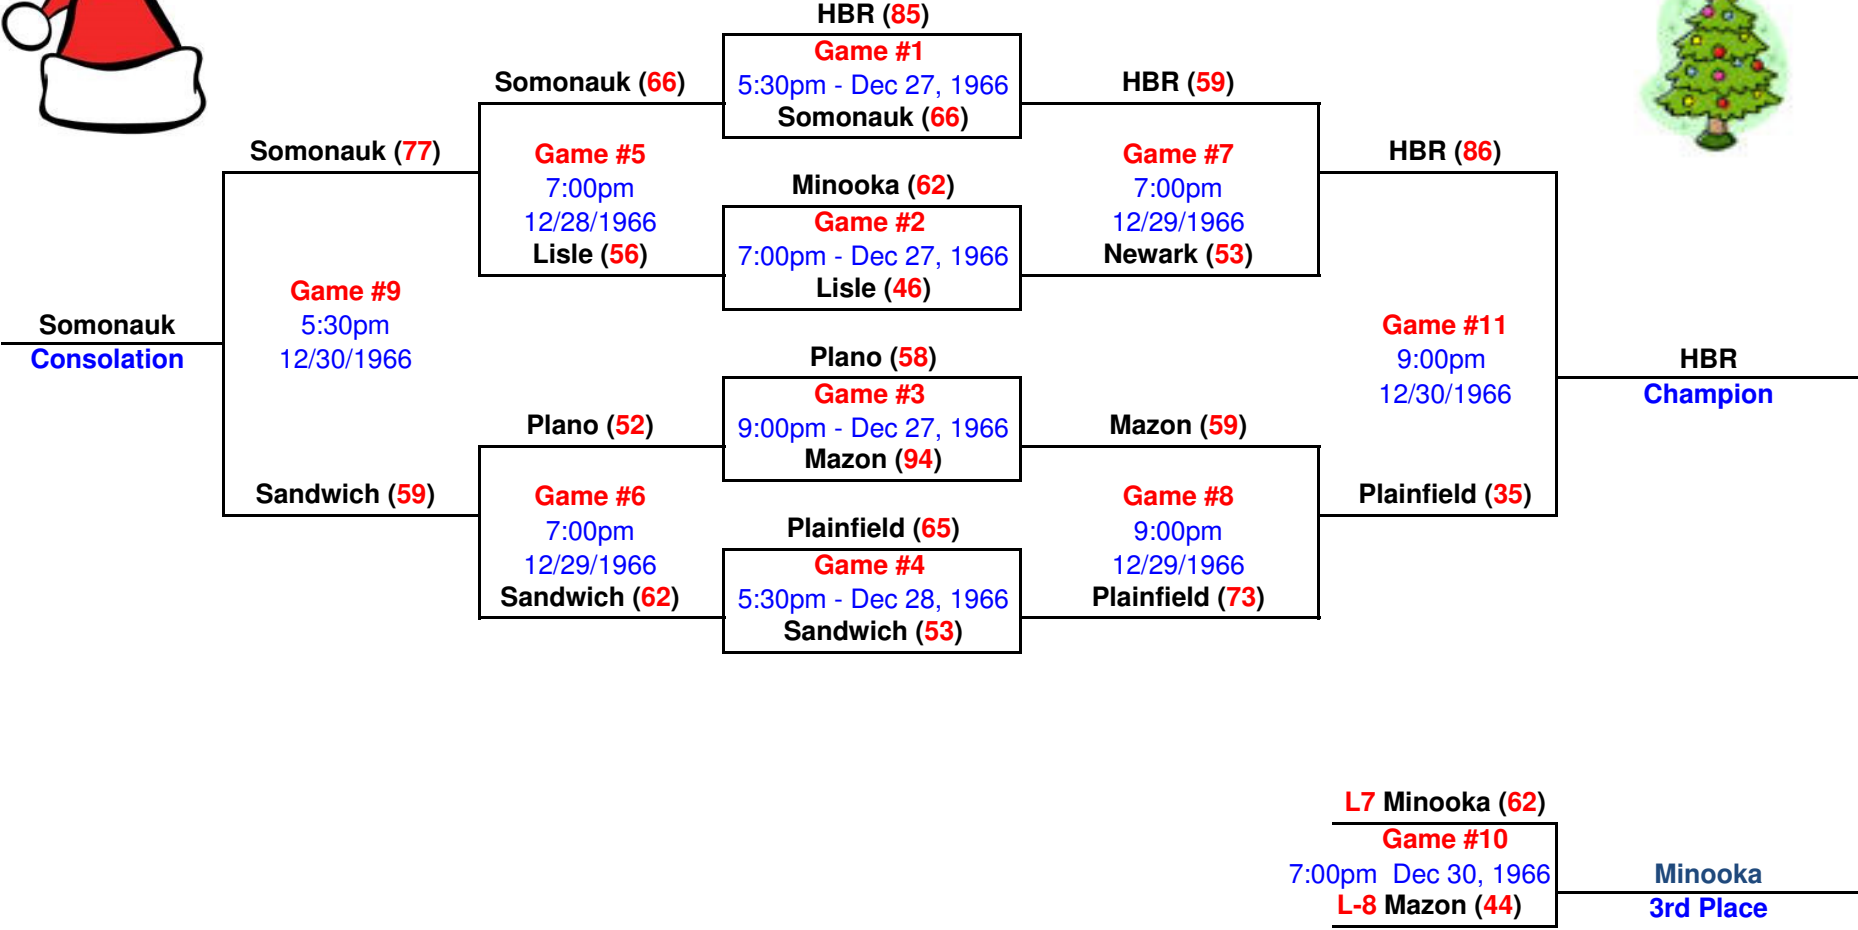 HBR (85)
Game #1
5:30pm - Dec 27, 1966
Somonauk (66)
Somonauk (66)
HBR (59)
Somonauk (77)
Game #5
7:00pm
12/28/1966
Lisle (56)
Minooka (62)
Game #2
7:00pm - Dec 27, 1966
Lisle (46)
Game #7
7:00pm
12/29/1966
Newark (53)
HBR (86)
Game #9
5:30pm
12/30/1966
Somonauk
Consolation
Plano (58)
Game #3
9:00pm - Dec 27, 1966
Mazon (94)
Game #11
9:00pm
12/30/1966
HBR
Champion
Plano (52)
Mazon (59)
Sandwich (59)
Game #6
7:00pm
12/29/1966
Sandwich (62)
Plainfield (65)
Game #4
5:30pm - Dec 28, 1966
Sandwich (53)
Game #8
9:00pm
12/29/1966
Plainfield (73)
Plainfield (35)
L7 Minooka (62)
Game #10
7:00pm Dec 30, 1966
L-8 Mazon (44)
Minooka
3rd Place